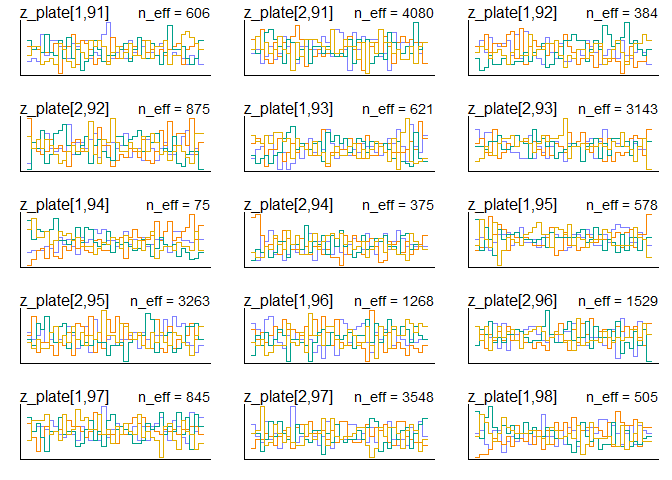 z_plate[1,91] n_eff = 606 z_plate[2,91] n_eff = 4080 z_plate[1,92] n_eff = 384
z_plate[2,92] n_eff = 875 z_plate[1,93] n_eff = 621 z_plate[2,93] n_eff = 3143
z_plate[1,94] n_eff = 75 z_plate[2,94] n_eff = 375 z_plate[1,95] n_eff = 578
z_plate[2,95] n_eff = 3263 z_plate[1,96] n_eff = 1268 z_plate[2,96] n_eff = 1529
z_plate[1,97] n_eff = 845 z_plate[2,97] n_eff = 3548 z_plate[1,98] n_eff = 505